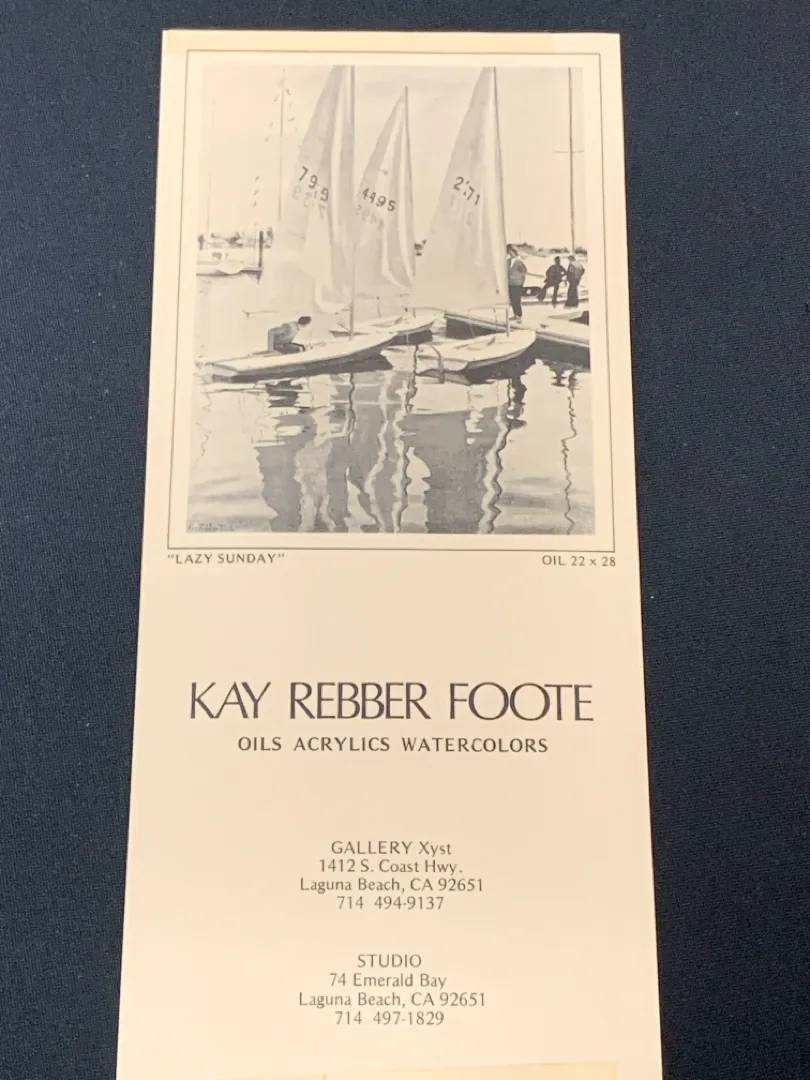 799
4495
2171
"LAZY SUNDAY" OIL 22 x 28
KAY REBBER FOOTE
OILS ACRYLICS WATERCOLORS
GALLERY Xyst
1412 S. Coast Hwy.
Laguna Beach, CA 92651
714 494-9137
STUDIO
74 Emerald Bay
Laguna Beach, CA 92651
714 497-1829